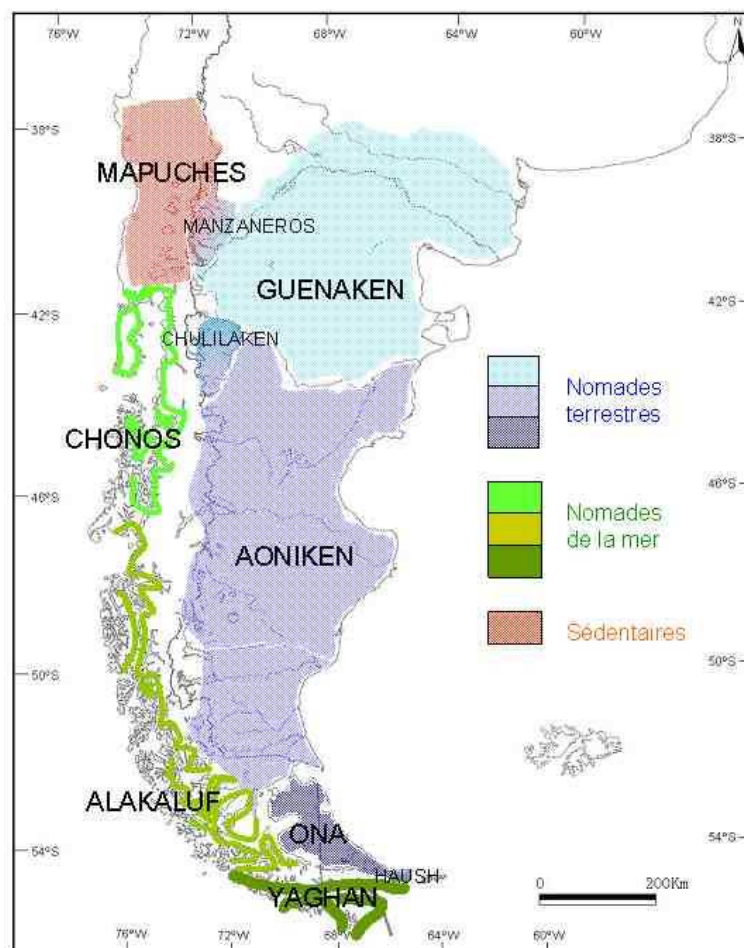 76°W 72°W 68°W 64°W 60°W N
38°S 38°S
MAPUCHES
MANZANEROS
GUENAKEN
42°S 42°S
CHULILAKEN
Nomades
terrestres
CHONOS
46°S 46°S
Nomades
de la mer
AONIKEN
Sédentaires
50°S 50°S
ALAKALUF
ONA
54°S 54°S
HAUSH
YAGHAN
0 200Km
76°W 72°W 68°W 64°W 60°W